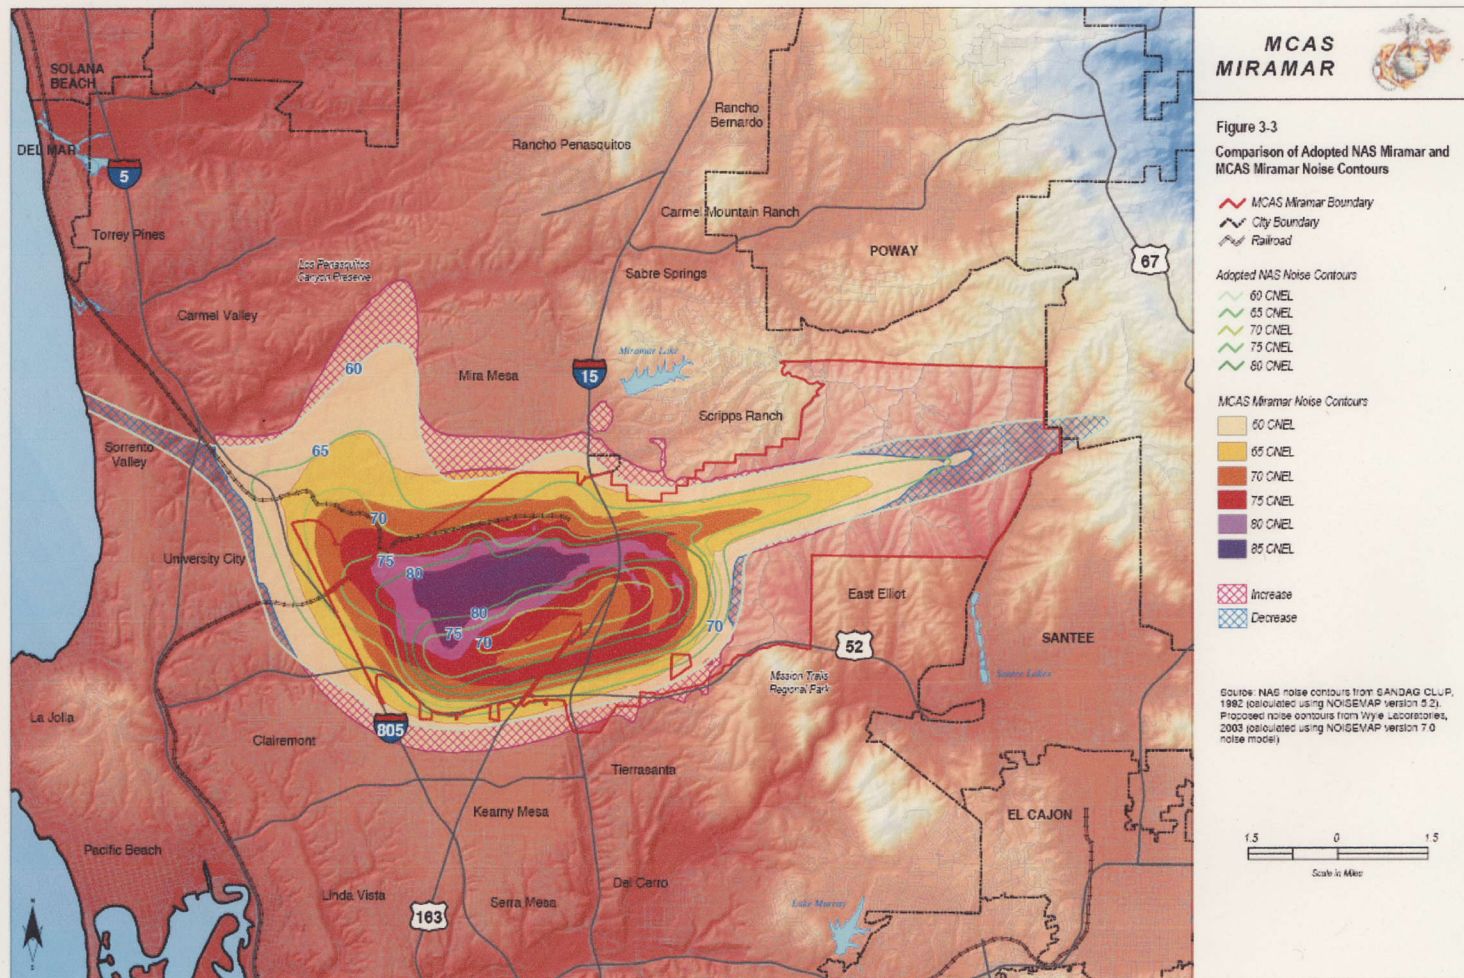 SOLANA
BEACH
DEL MAR
5
Torrey Pines
Los Penasquitos
Canyon Preserve
Carmel Valley
Rancho Penasquitos
Rancho
Bernardo
Carmel Mountain Ranch
Sabre Springs
POWAY
67
60
Mira Mesa
15
Miramar Lake
Scripps Ranch
Sorrento
Valley
65
70
75
80
80
75
70
70
University City
East Elliot
52
SANTEE
Santee Lakes
Mission Trails
Regional Park
La Jolla
Clairemont
805
Tierrasanta
Kearny Mesa
EL CAJON
Pacific Beach
Linda Vista
163
Serra Mesa
Del Cerro
Lake Murray
N
S
MCAS
MIRAMAR
Figure 3-3
Comparison of Adopted NAS Miramar and
MCAS Miramar Noise Contours
MCAS Miramar Boundary
City Boundary
Railroad
Adopted NAS Noise Contours
60 CNEL
65 CNEL
70 CNEL
75 CNEL
80 CNEL
MCAS Miramar Noise Contours
60 CNEL
65 CNEL
70 CNEL
75 CNEL
80 CNEL
85 CNEL
Increase
Decrease
Source: NAS noise contours from SANDAG CLUP,
1992 (calculated using NOISEMAP version 5.2).
Proposed noise contours from Wyle Laboratories,
2003 (calculated using NOISEMAP version 7.0
noise model)
1.5 0 1.5
Scale in Miles